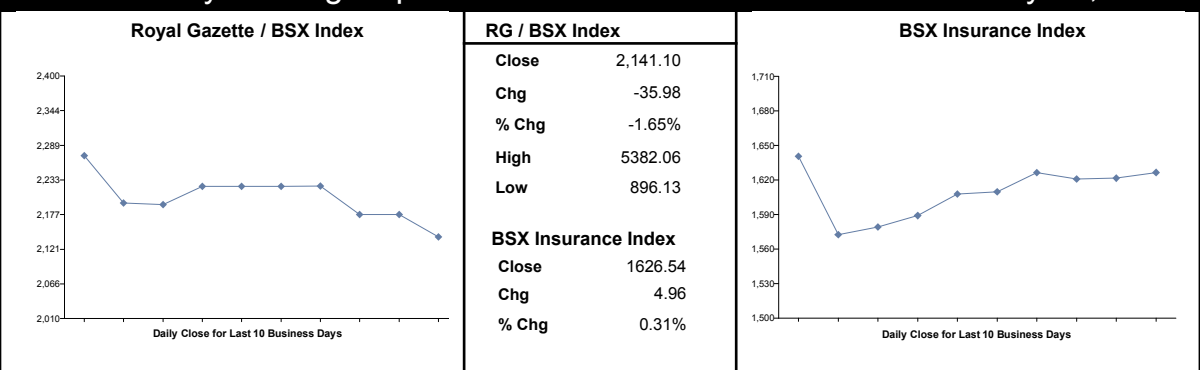 Royal Gazette / BSX Index
2,400
2,344
2,289
2,233
2,177
2,121
2,066
2,010
Daily Close for Last 10 Business Days
RG / BSX Index
Close 2,141.10
Chg -35.98
% Chg -1.65%
High 5382.06
Low 896.13
BSX Insurance Index
Close 1626.54
Chg 4.96
% Chg 0.31%
BSX Insurance Index
1,710
1,680
1,650
1,620
1,590
1,560
1,530
1,500
Daily Close for Last 10 Business Days